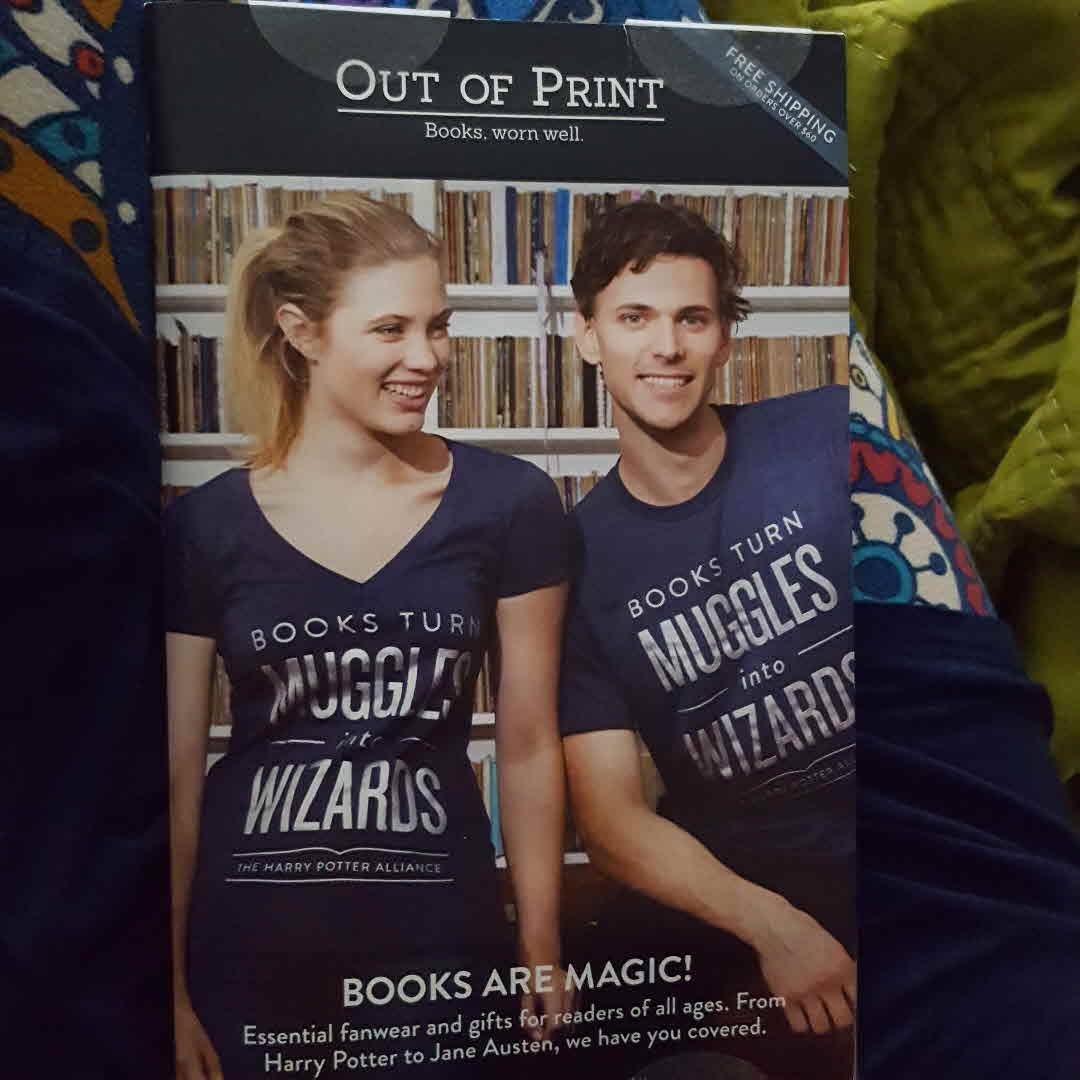 OUT OF PRINT
Books, worn well.
FREE SHIPPING
ON ORDERS OVER $60
BOOKS TURN
MUGGLES
into
WIZARDS
THE HARRY POTTER ALLIANCE
BOOKS TURN
MUGGLES
into
WIZARDS
BOOKS ARE MAGIC!
Essential fanwear and gifts for readers of all ages. From
Harry Potter to Jane Austen, we have you covered.